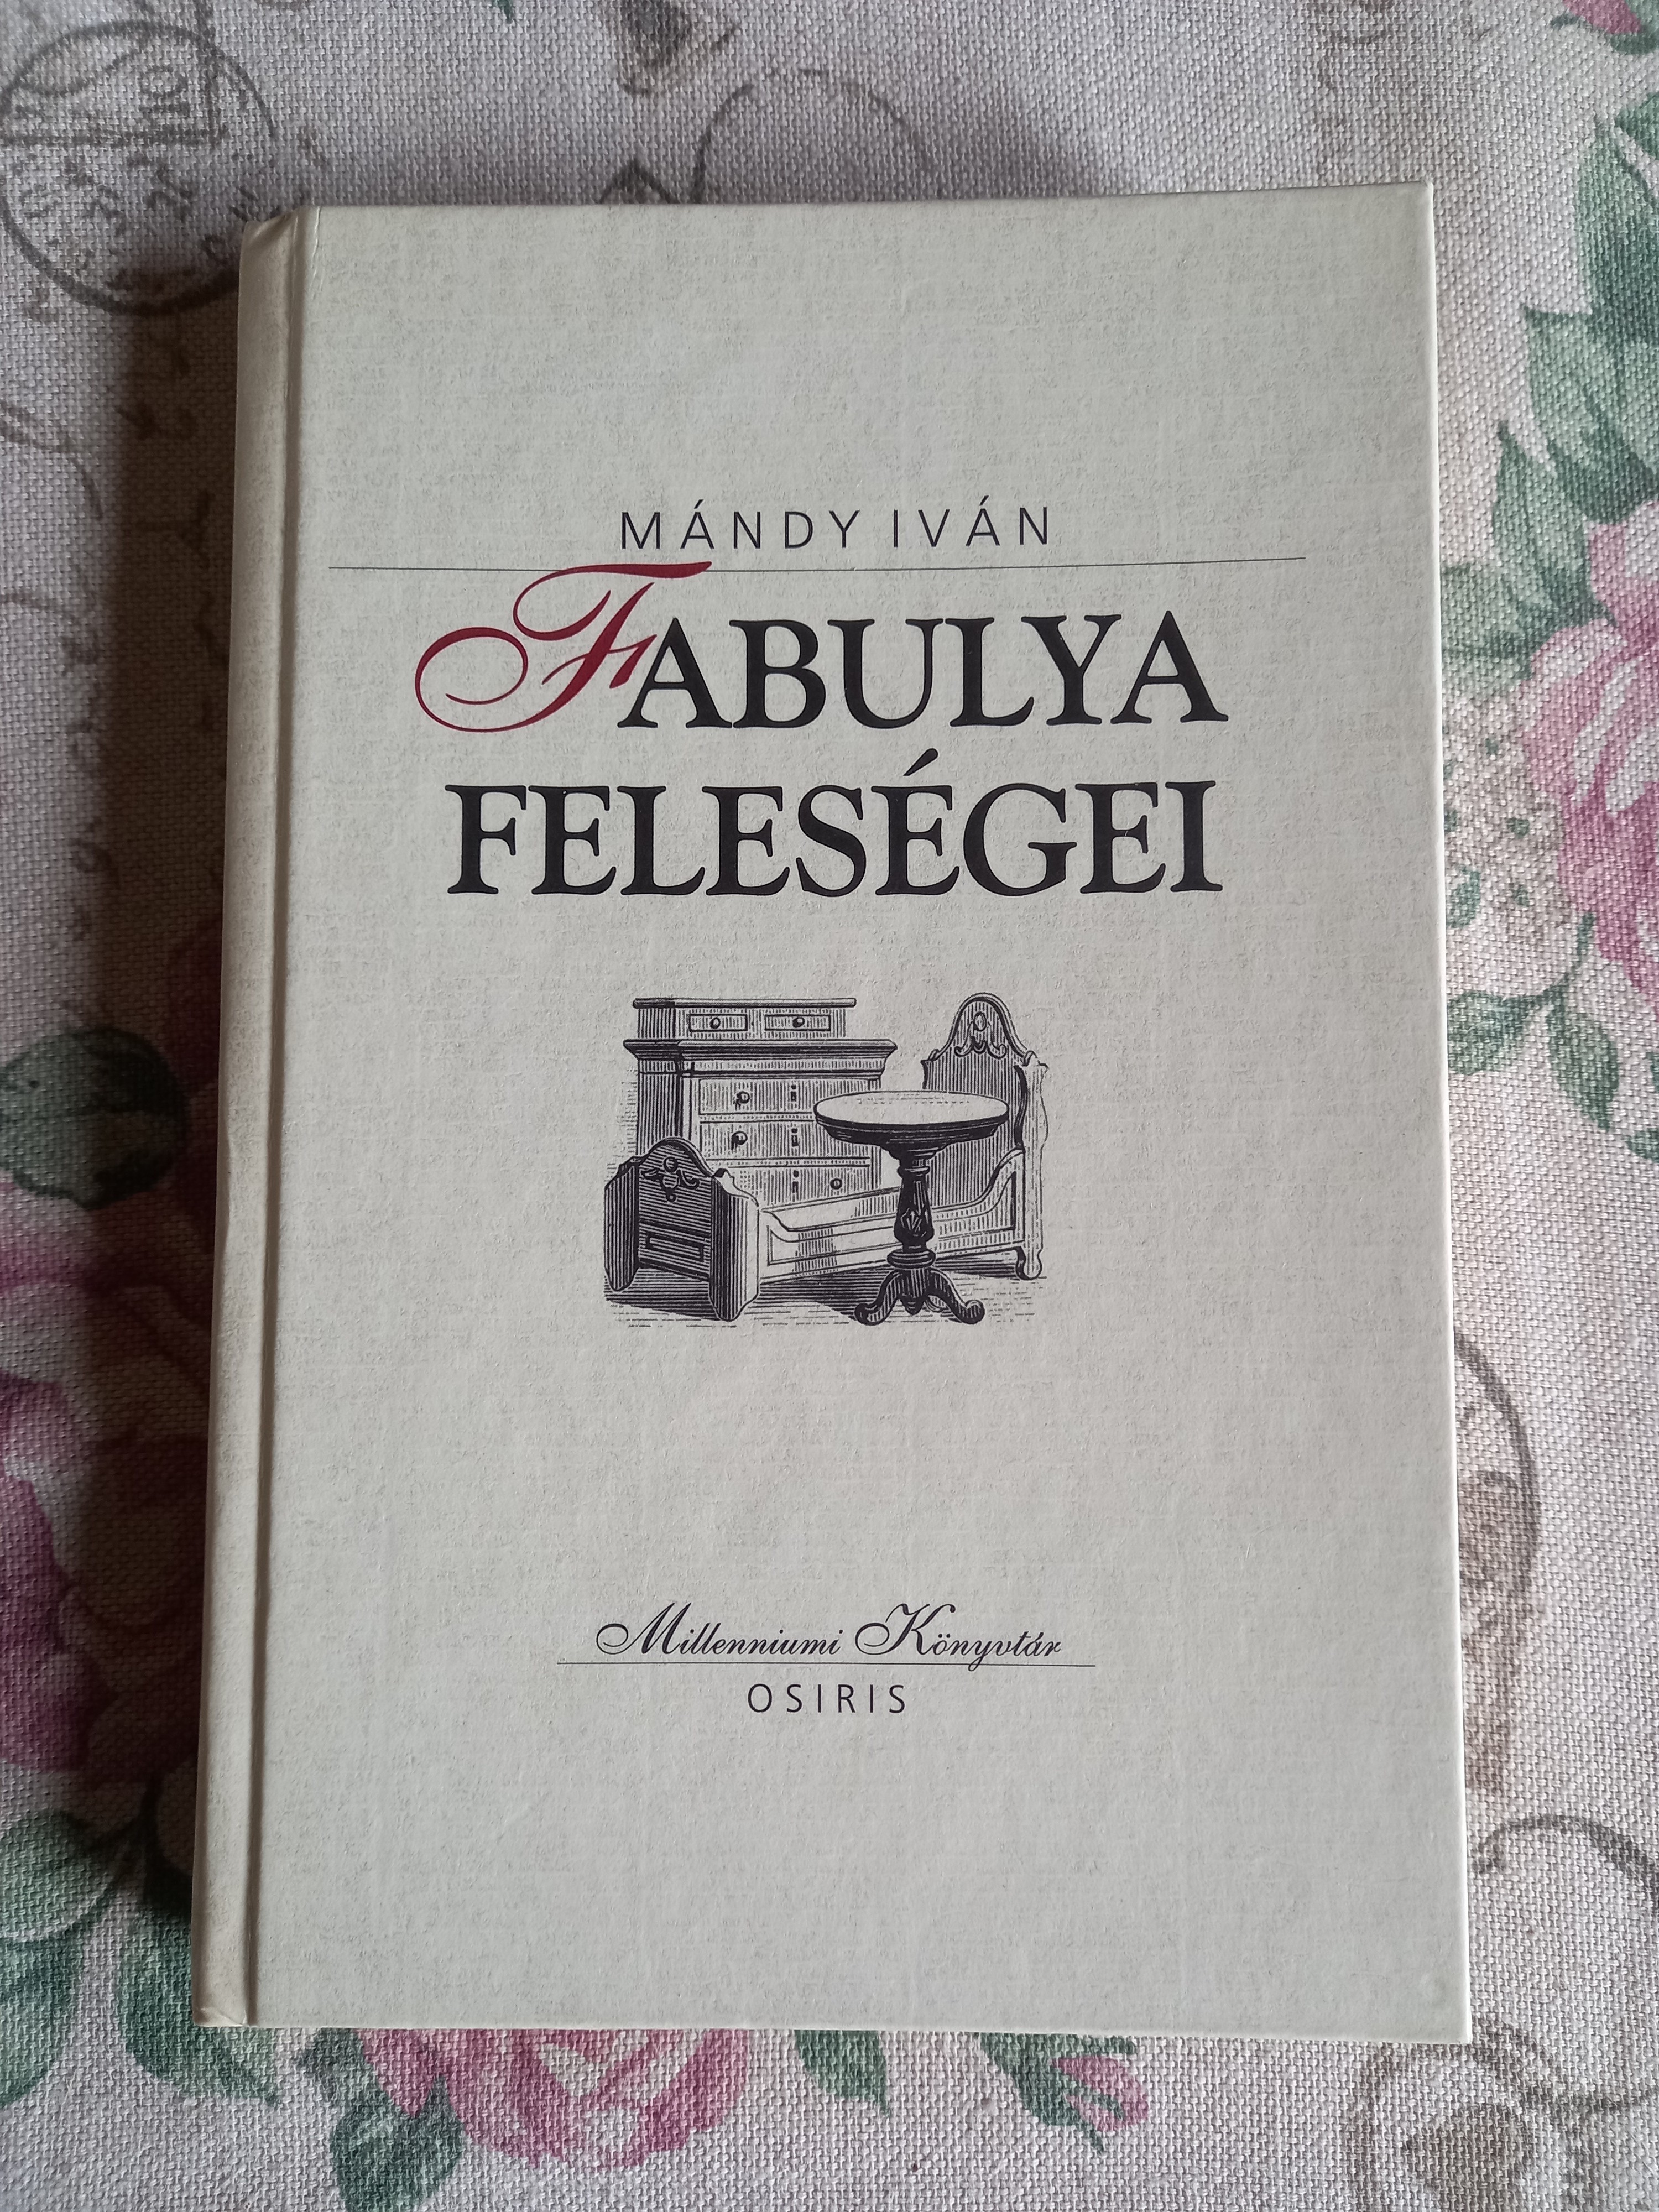 MÁNDY IVÁN
FABULYA
FELESÉGEI
Millenniumi Könyvtár
OSIRIS